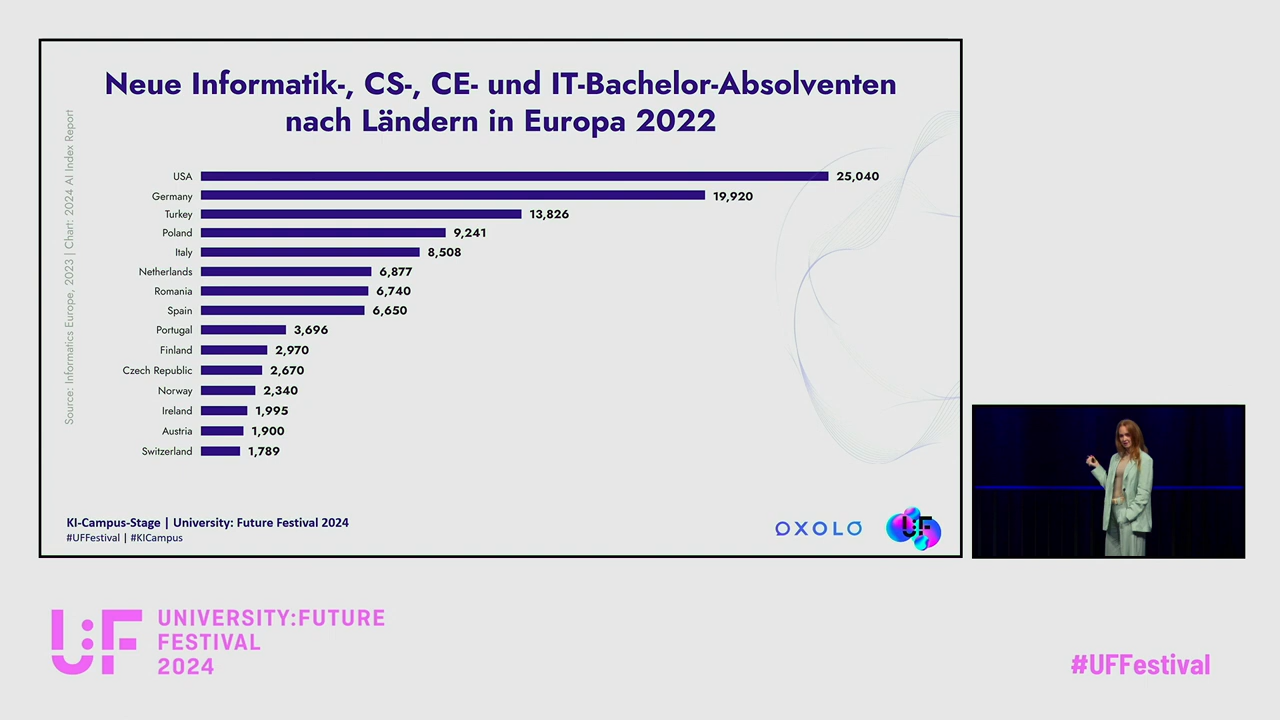 Neue Informatik-, CS-, CE- und IT-Bachelor-Absolventen
nach Ländern in Europa 2022
Source: Informatics Europe, 2023 | Chart: 2024 AI Index Report
USA 25,040
Germany 19,920
Turkey 13,826
Poland 9,241
Italy 8,508
Netherlands 6,877
Romania 6,740
Spain 6,650
Portugal 3,696
Finland 2,970
Czech Republic 2,670
Norway 2,340
Ireland 1,995
Austria 1,900
Switzerland 1,789
KI-Campus-Stage | University: Future Festival 2024
#UFFestival | #KICampus
OXOLO
U:F
U:F
UNIVERSITY:FUTURE
FESTIVAL
2024
#UFFestival